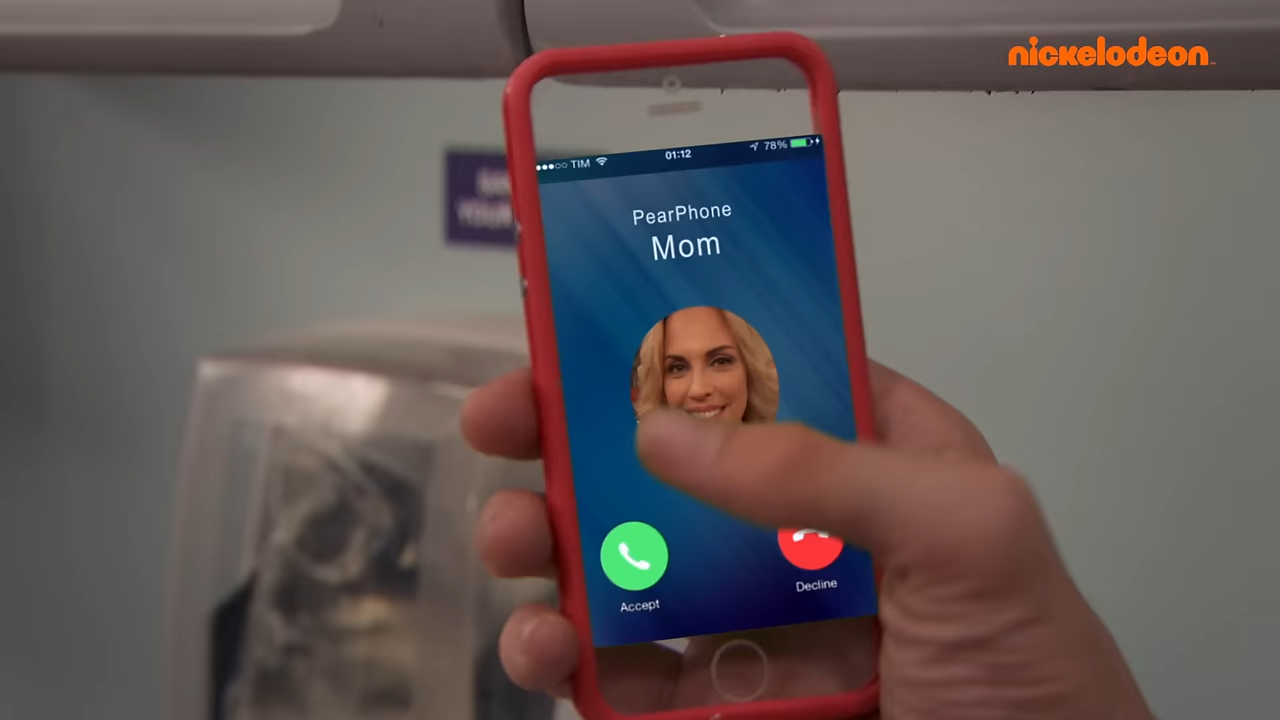 nickelodeon
TIM 01:12 78%
PearPhone
Mom
Accept
Decline